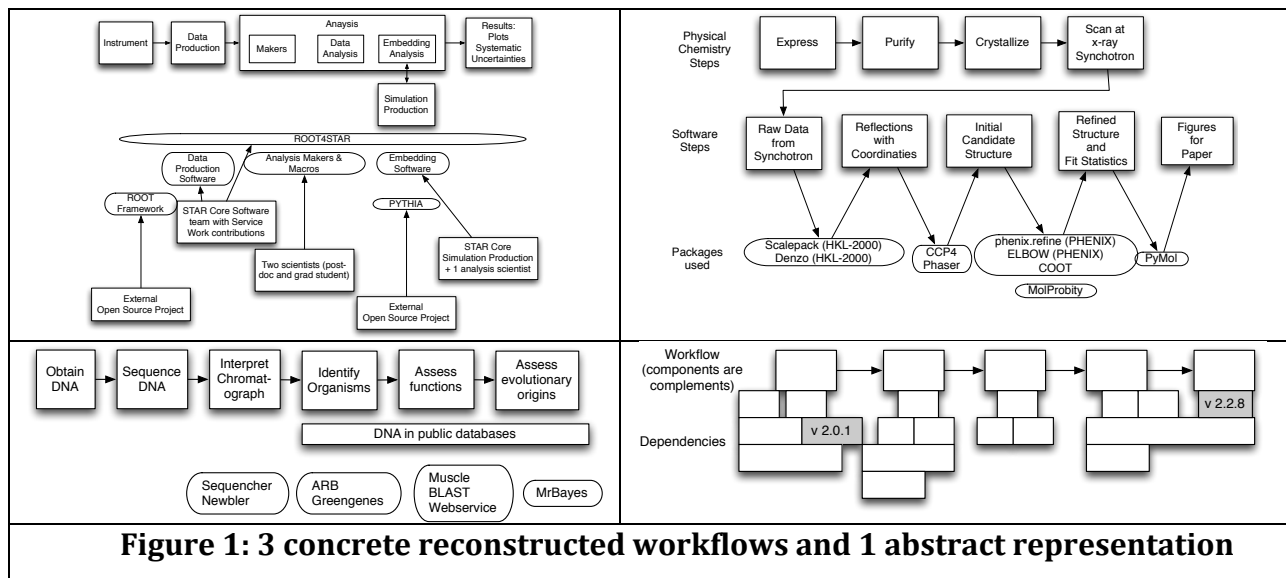 Instrument
Data
Production
Anaysis
Makers
Data
Analysis
Embedding
Analysis
Results:
Plots
Systematic
Uncertainties
Simulation
Production
ROOT4STAR
Data
Production
Software
Analysis Makers &
Macros
Embedding
Software
ROOT
Framework
STAR Core Software
team with Service
Work contributions
PYTHIA
Two scientists (post-
doc and grad student)
STAR Core
Simulation Production
+ 1 analysis scientist
External
Open Source Project
External
Open Source Project
Physical
Chemistry
Steps
Express
Purify
Crystallize
Scan at
x-ray
Synchotron
Software
Steps
Raw Data
from
Synchotron
Reflections
with
Coordinaties
Initial
Candidate
Structure
Refined
Structure
and
Fit Statistics
Figures
for
Paper
Packages
used
Scalepack (HKL-2000)
Denzo (HKL-2000)
CCP4
Phaser
phenix.refine (PHENIX)
ELBOW (PHENIX)
COOT
PyMol
MolProbity
Obtain
DNA
Sequence
DNA
Interpret
Chromat-
ograph
Identify
Organisms
Assess
functions
Assess
evolutionary
origins
DNA in public databases
Sequencher
Newbler
ARB
Greengenes
Muscle
BLAST
Webservice
MrBayes
Workflow
(components are
complements)
Dependencies
v 2.0.1
v 2.2.8
Figure 1: 3 concrete reconstructed workflows and 1 abstract representation